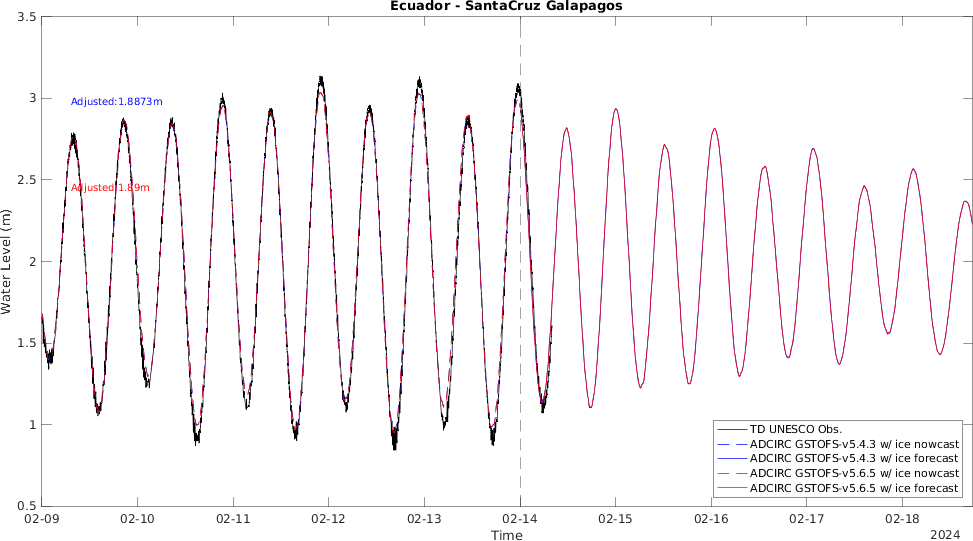 Ecuador - SantaCruz Galapagos
Water Level (m)
3.5
3
2.5
2
1.5
1
0.5
Adjusted:1.8873m
Adjusted:1.89m
TD UNESCO Obs.
ADCIRC GSTOFS-v5.4.3 w/ ice nowcast
ADCIRC GSTOFS-v5.4.3 w/ ice forecast
ADCIRC GSTOFS-v5.6.5 w/ ice nowcast
ADCIRC GSTOFS-v5.6.5 w/ ice forecast
02-09 02-10 02-11 02-12 02-13 02-14 02-15 02-16 02-17 02-18
Time
2024